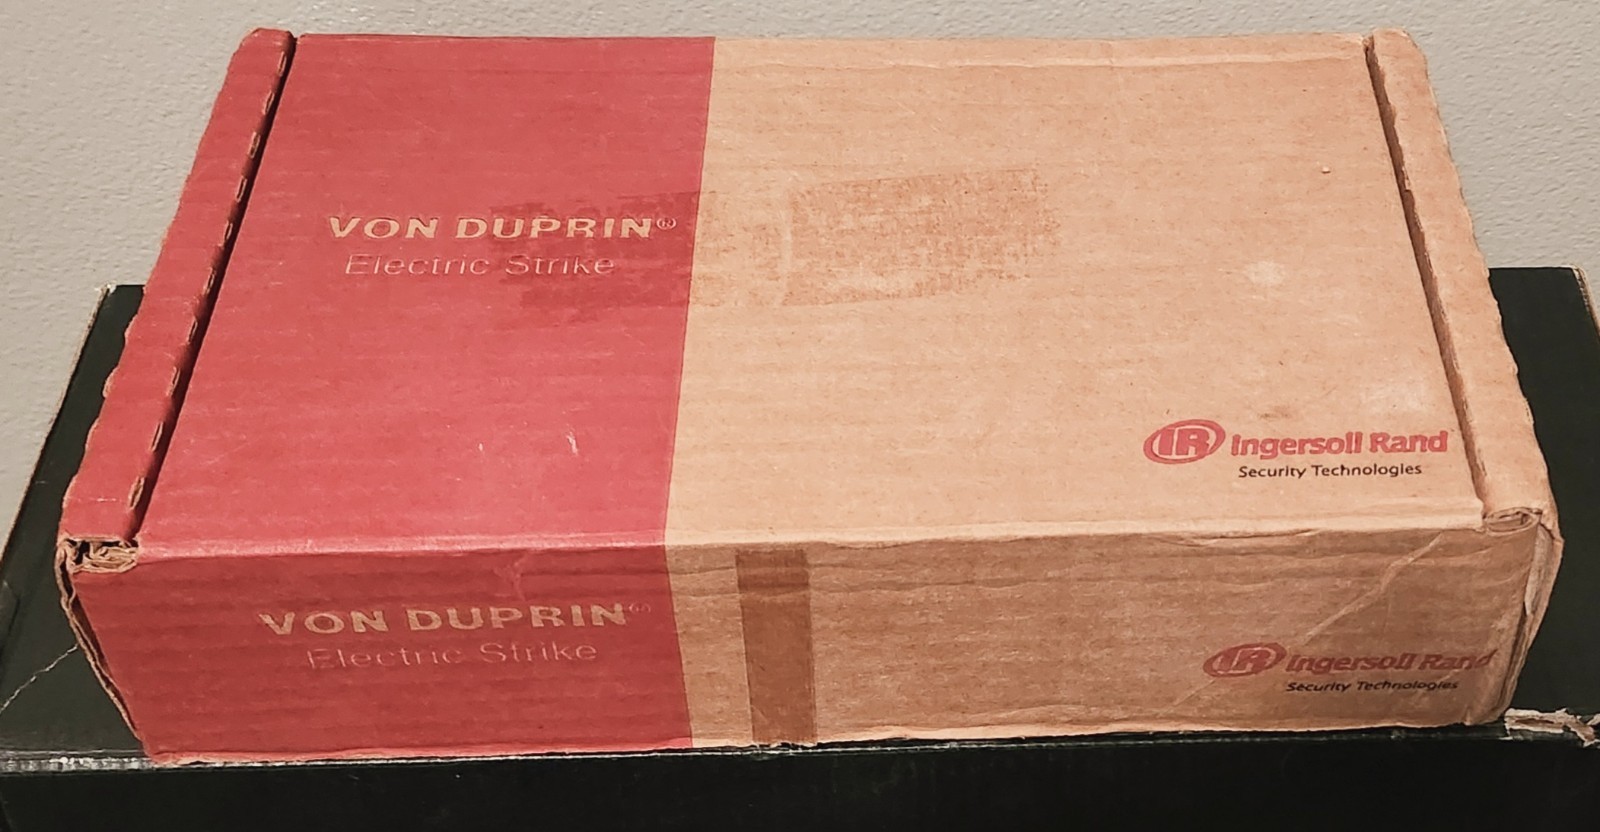 VON DUPRIN®
Electric Strike
IR Ingersoll Rand
Security Technologies
VON DUPRIN®
Electric Strike
IR Ingersoll Rand
Security Technologies